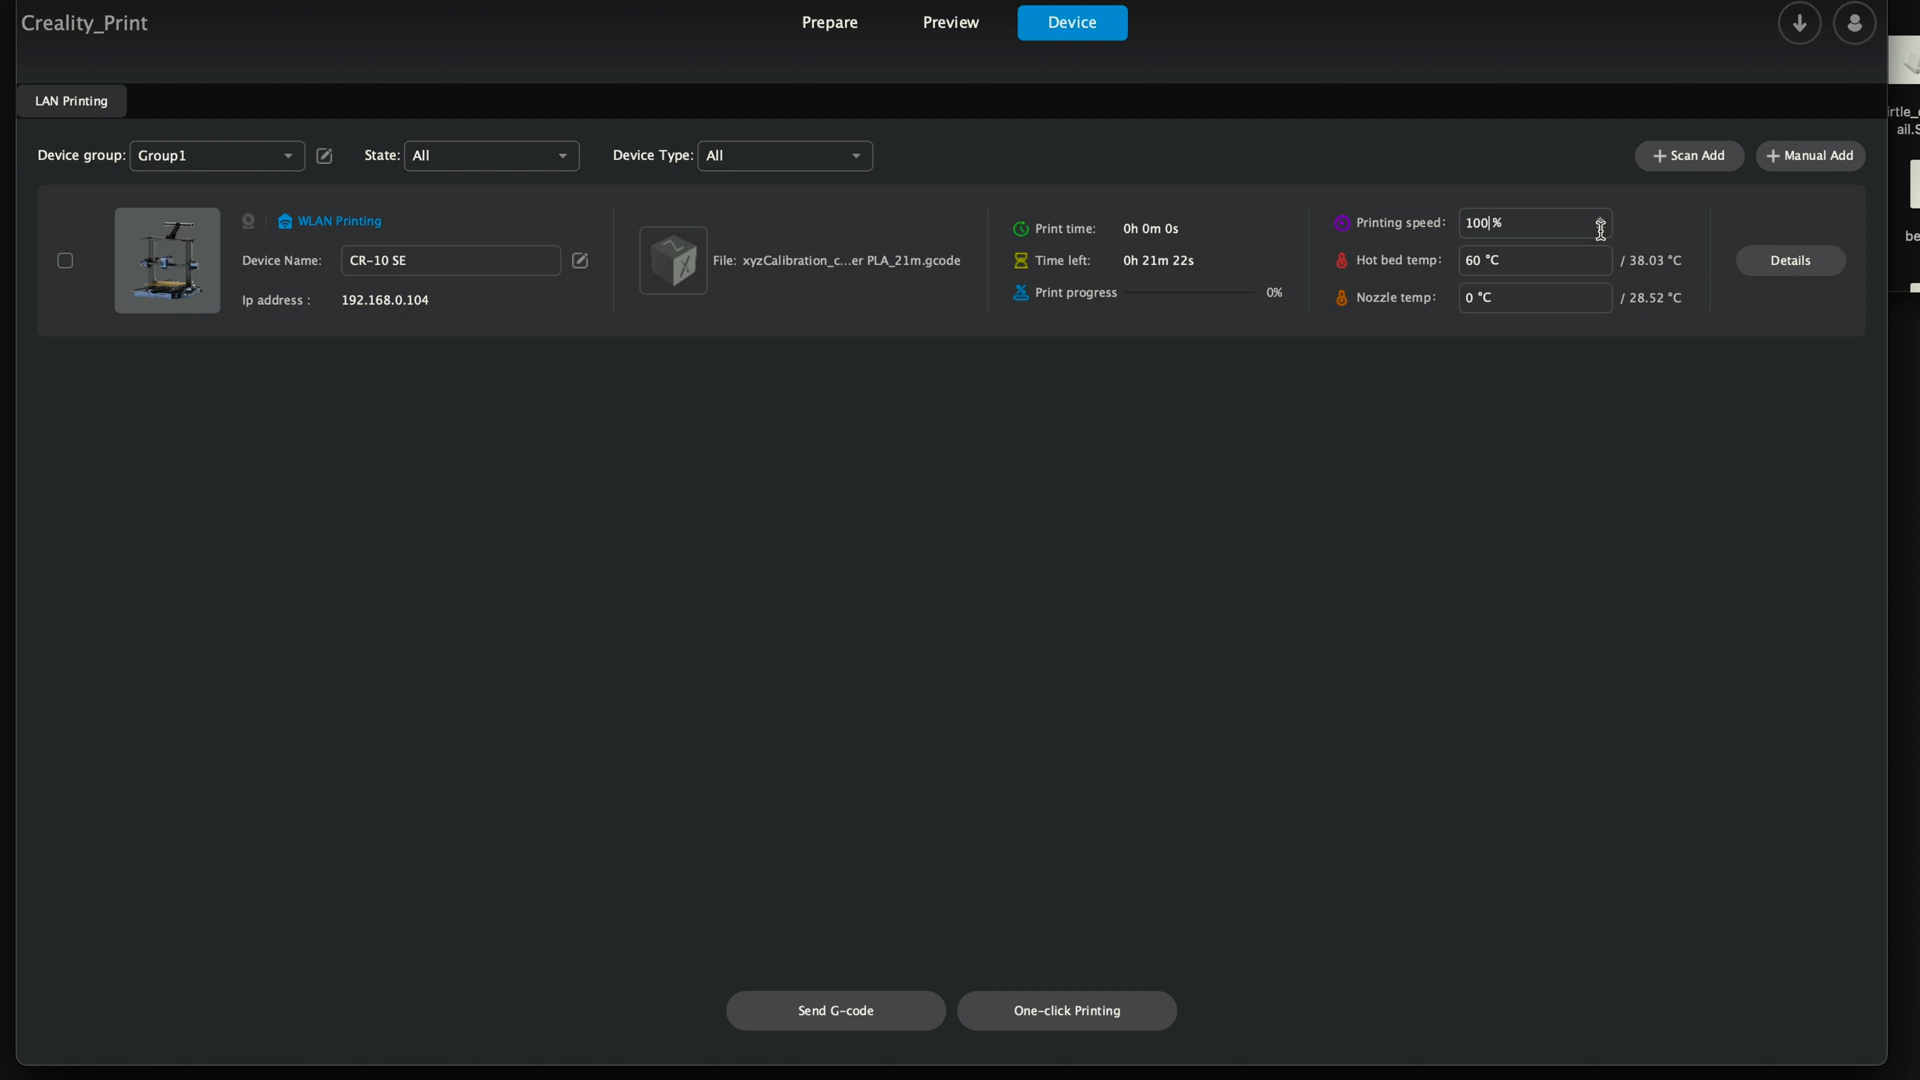 Creality_Print
Prepare
Preview
Device
LAN Printing
irtle_
ail.S
Device group: Group1
State: All
Device Type: All
+ Scan Add
+ Manual Add
WLAN Printing
Device Name: CR-10 SE
Ip address : 192.168.0.104
File: xyzCalibration_c...er PLA_21m.gcode
Print time: 0h 0m 0s
Time left: 0h 21m 22s
Print progress 0%
Printing speed: 100%
Hot bed temp: 60 °C / 38.03 °C
Nozzle temp: 0 °C / 28.52 °C
Details
be
Send G-code
One-click Printing